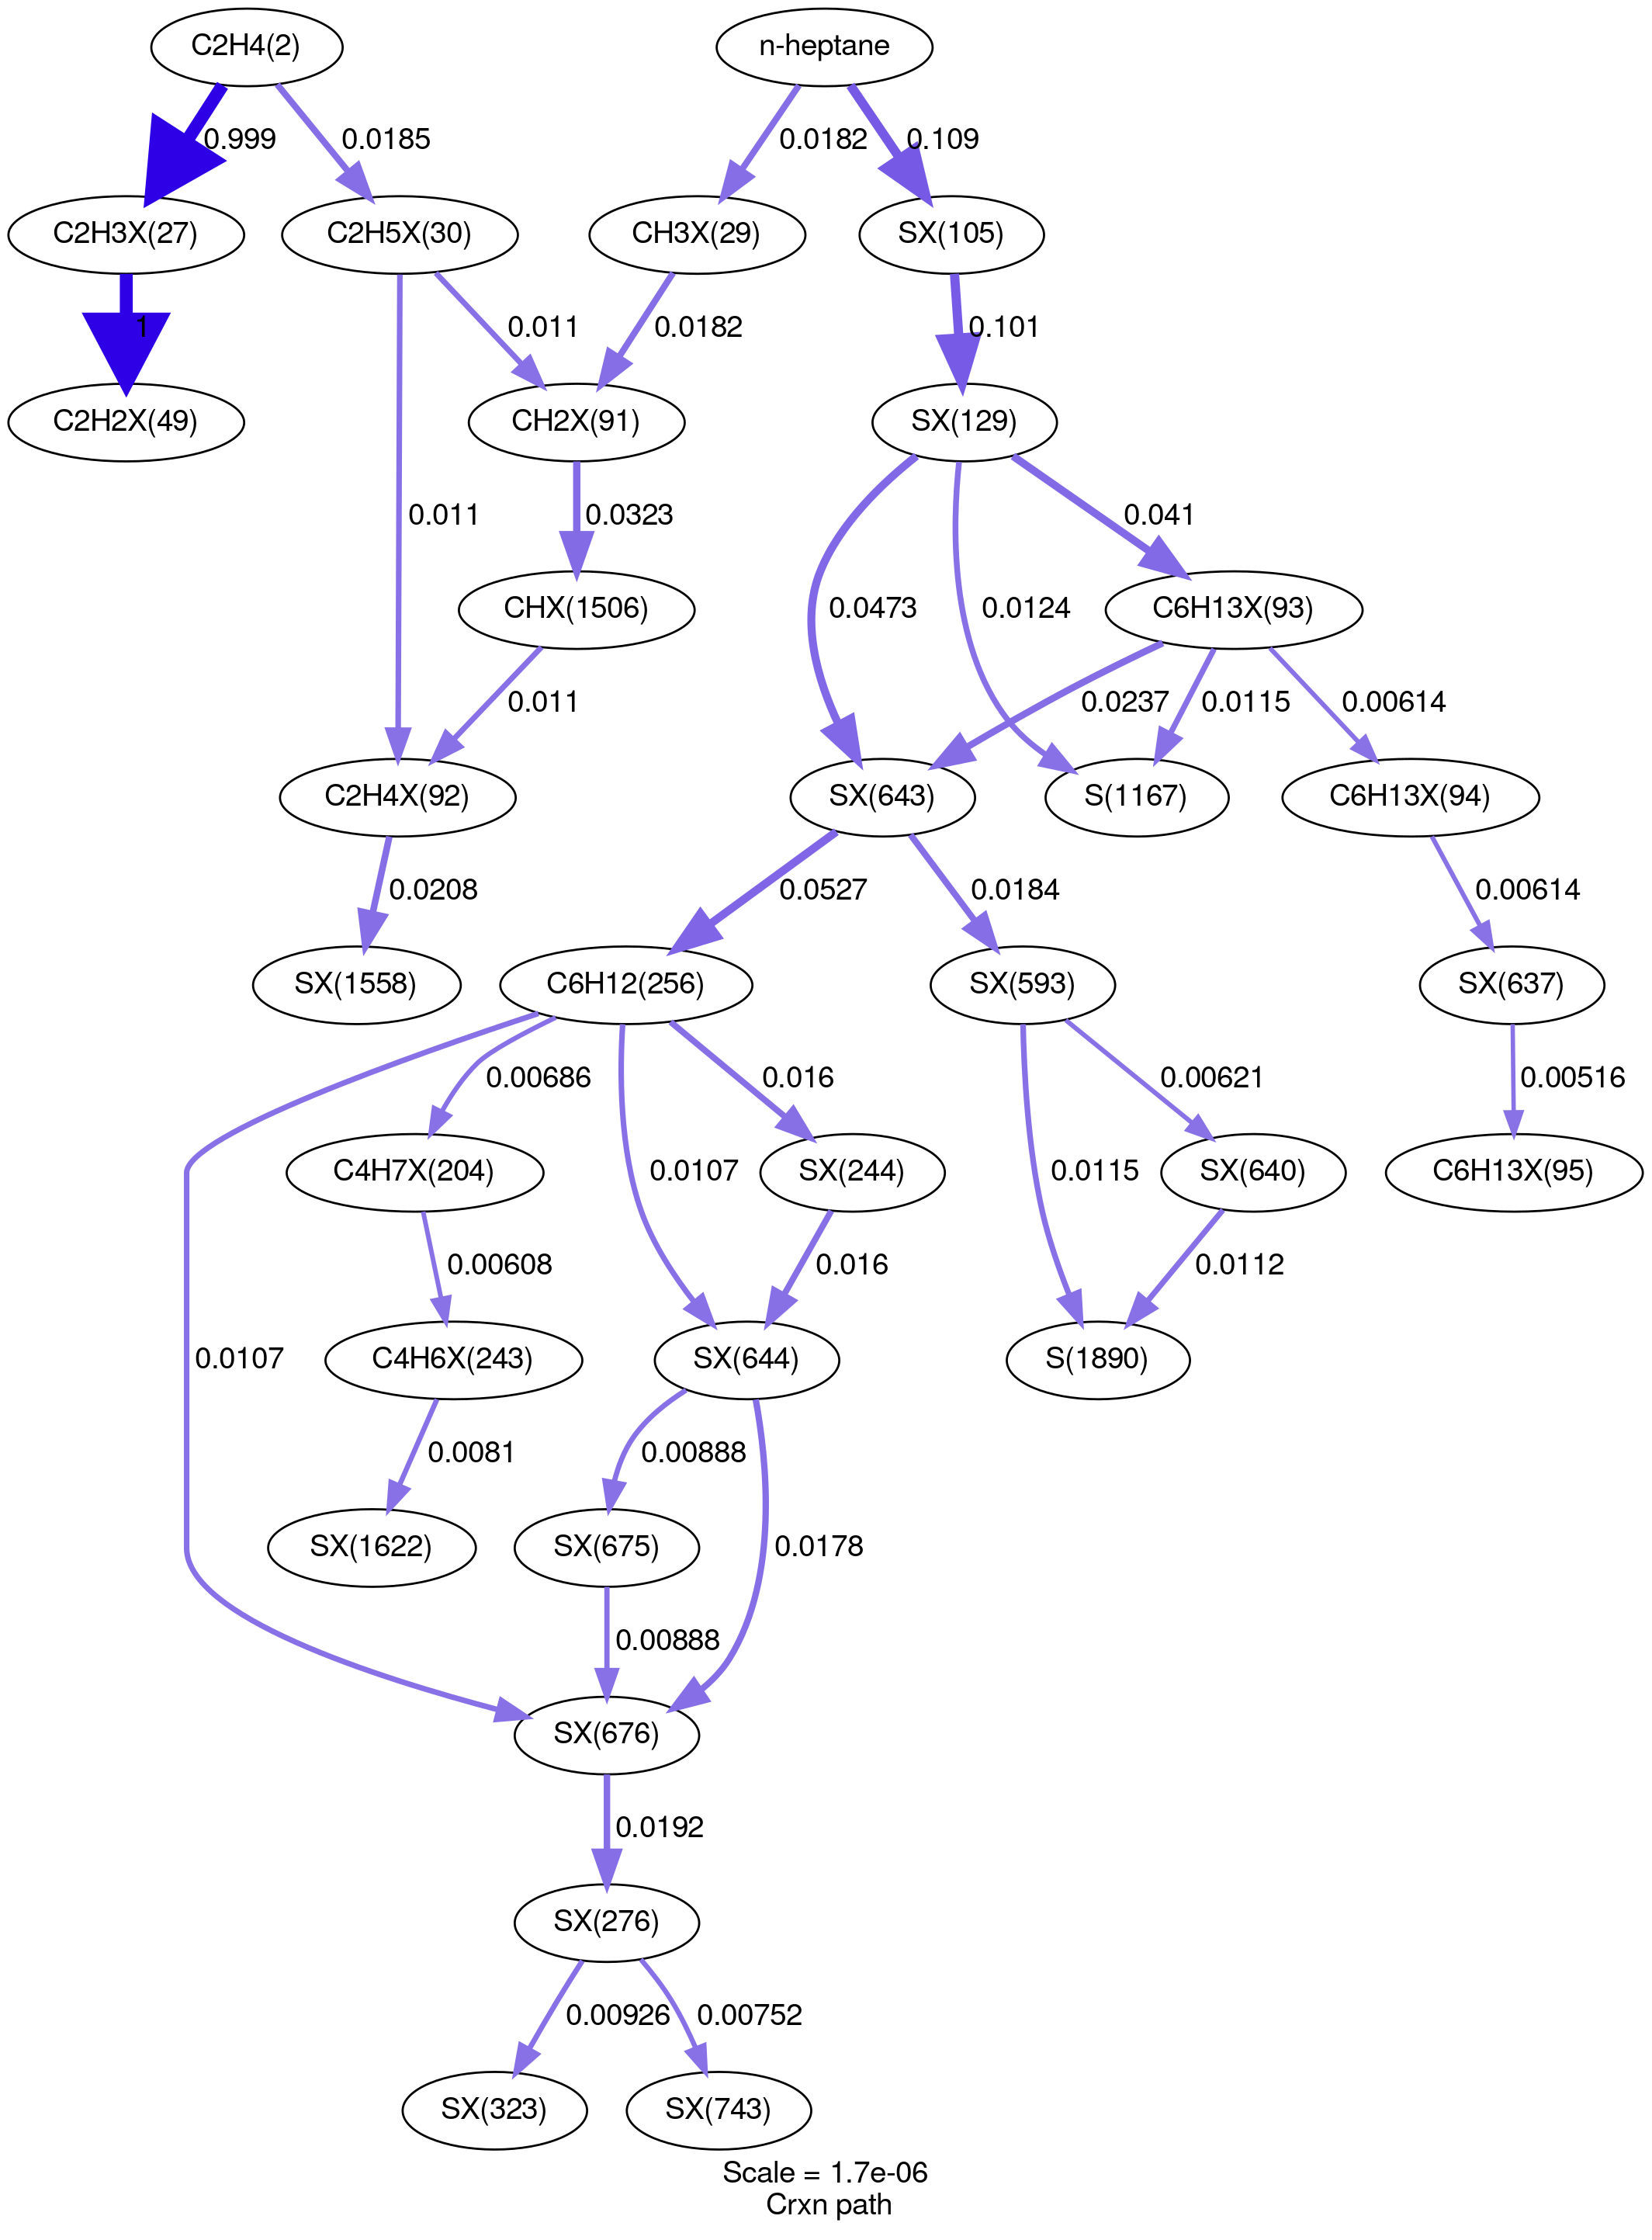 C2H4(2) n-heptane
0.999 0.0185 0.0182 0.109
C2H3X(27) C2H5X(30) CH3X(29) SX(105)
1 0.011 0.0182 0.101
C2H2X(49) CH2X(91) SX(129)
0.011 0.0323 0.041
CHX(1506) 0.0473 0.0124 C6H13X(93)
0.011 0.0237 0.0115 0.00614
C2H4X(92) SX(643) S(1167) C6H13X(94)
0.0208 0.0527 0.0184 0.00614
SX(1558) C6H12(256) SX(593) SX(637)
0.00686 0.016 0.00621 0.00516
C4H7X(204) 0.0107 SX(244) 0.0115 SX(640) C6H13X(95)
0.00608 0.016 0.0112
0.0107 C4H6X(243) SX(644) S(1890)
0.0081 0.00888
SX(1622) SX(675) 0.0178
0.00888
SX(676)
0.0192
SX(276)
0.00926 0.00752
SX(323) SX(743)
Scale = 1.7e-06
Crxn path